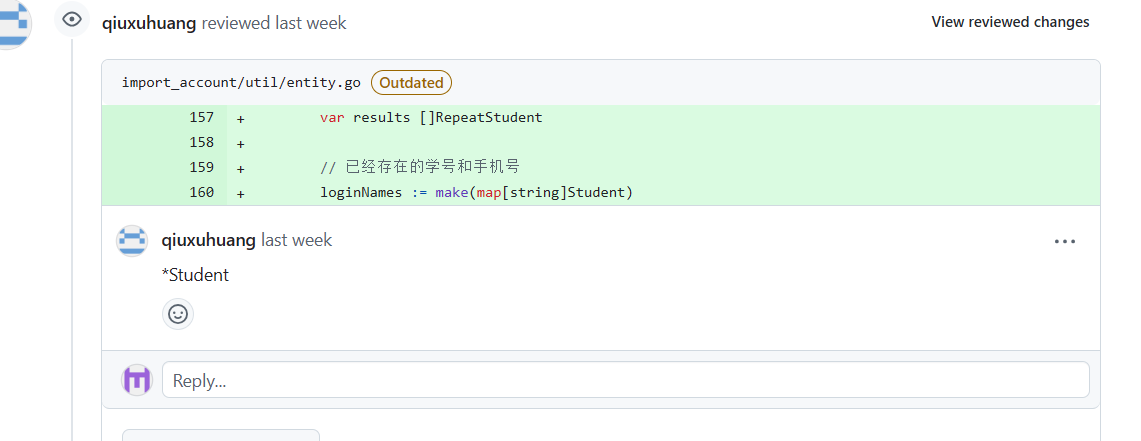 qiuxuhuang reviewed last week
View reviewed changes
import_account/util/entity.go Outdated
157 + var results []RepeatStudent
158 +
159 + // 已经存在的学号和手机号
160 + loginNames := make(map[string]Student)
qiuxuhuang last week
*Student
Reply...